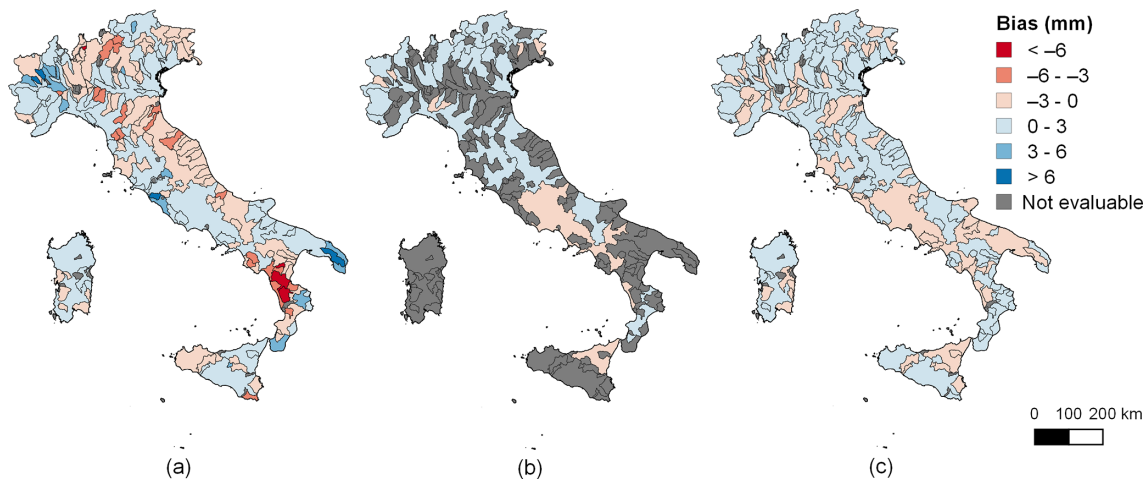 Bias (mm)
< –6
–6 - –3
–3 - 0
0 - 3
3 - 6
> 6
Not evaluable
0 100 200 km
(a)
(b)
(c)